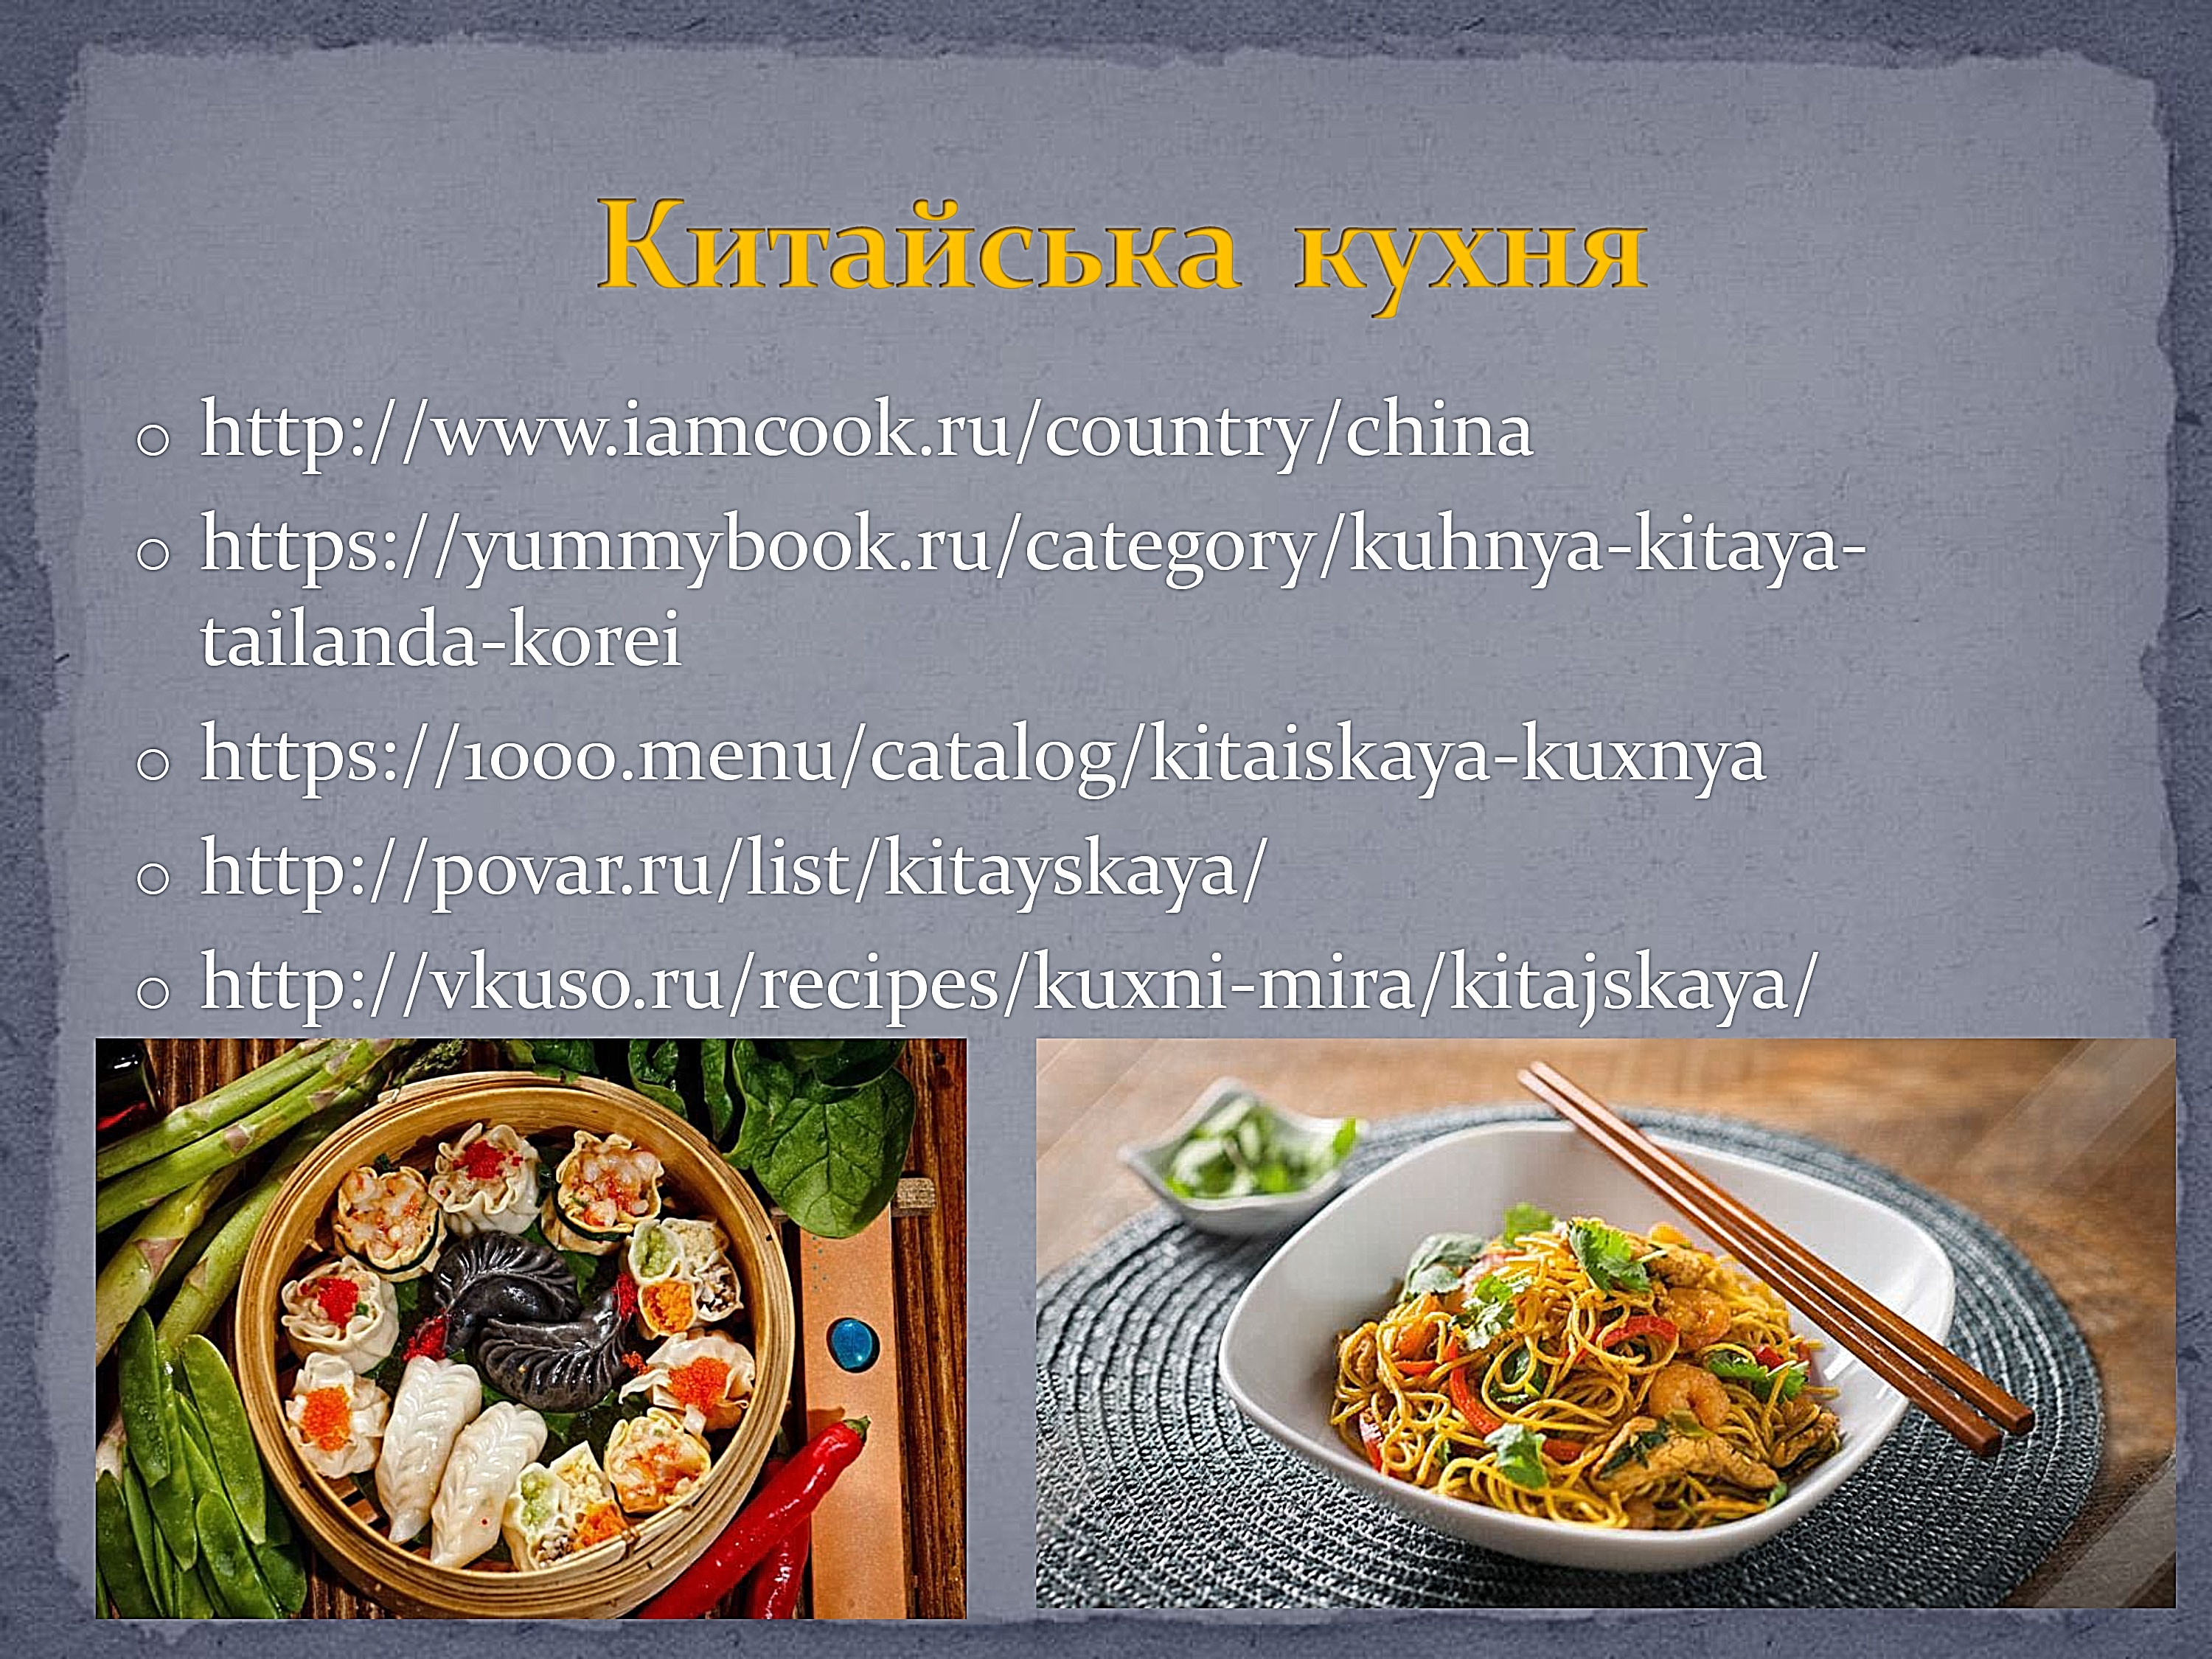 Китайська кухня
http://www.iamcook.ru/country/china
https://yummybook.ru/category/kuhnya-kitaya-
tailanda-korei
https://1000.menu/catalog/kitaiskaya-kuxnya
http://povar.ru/list/kitayskaya/
http://vkuso.ru/recipes/kuxni-mira/kitajskaya/